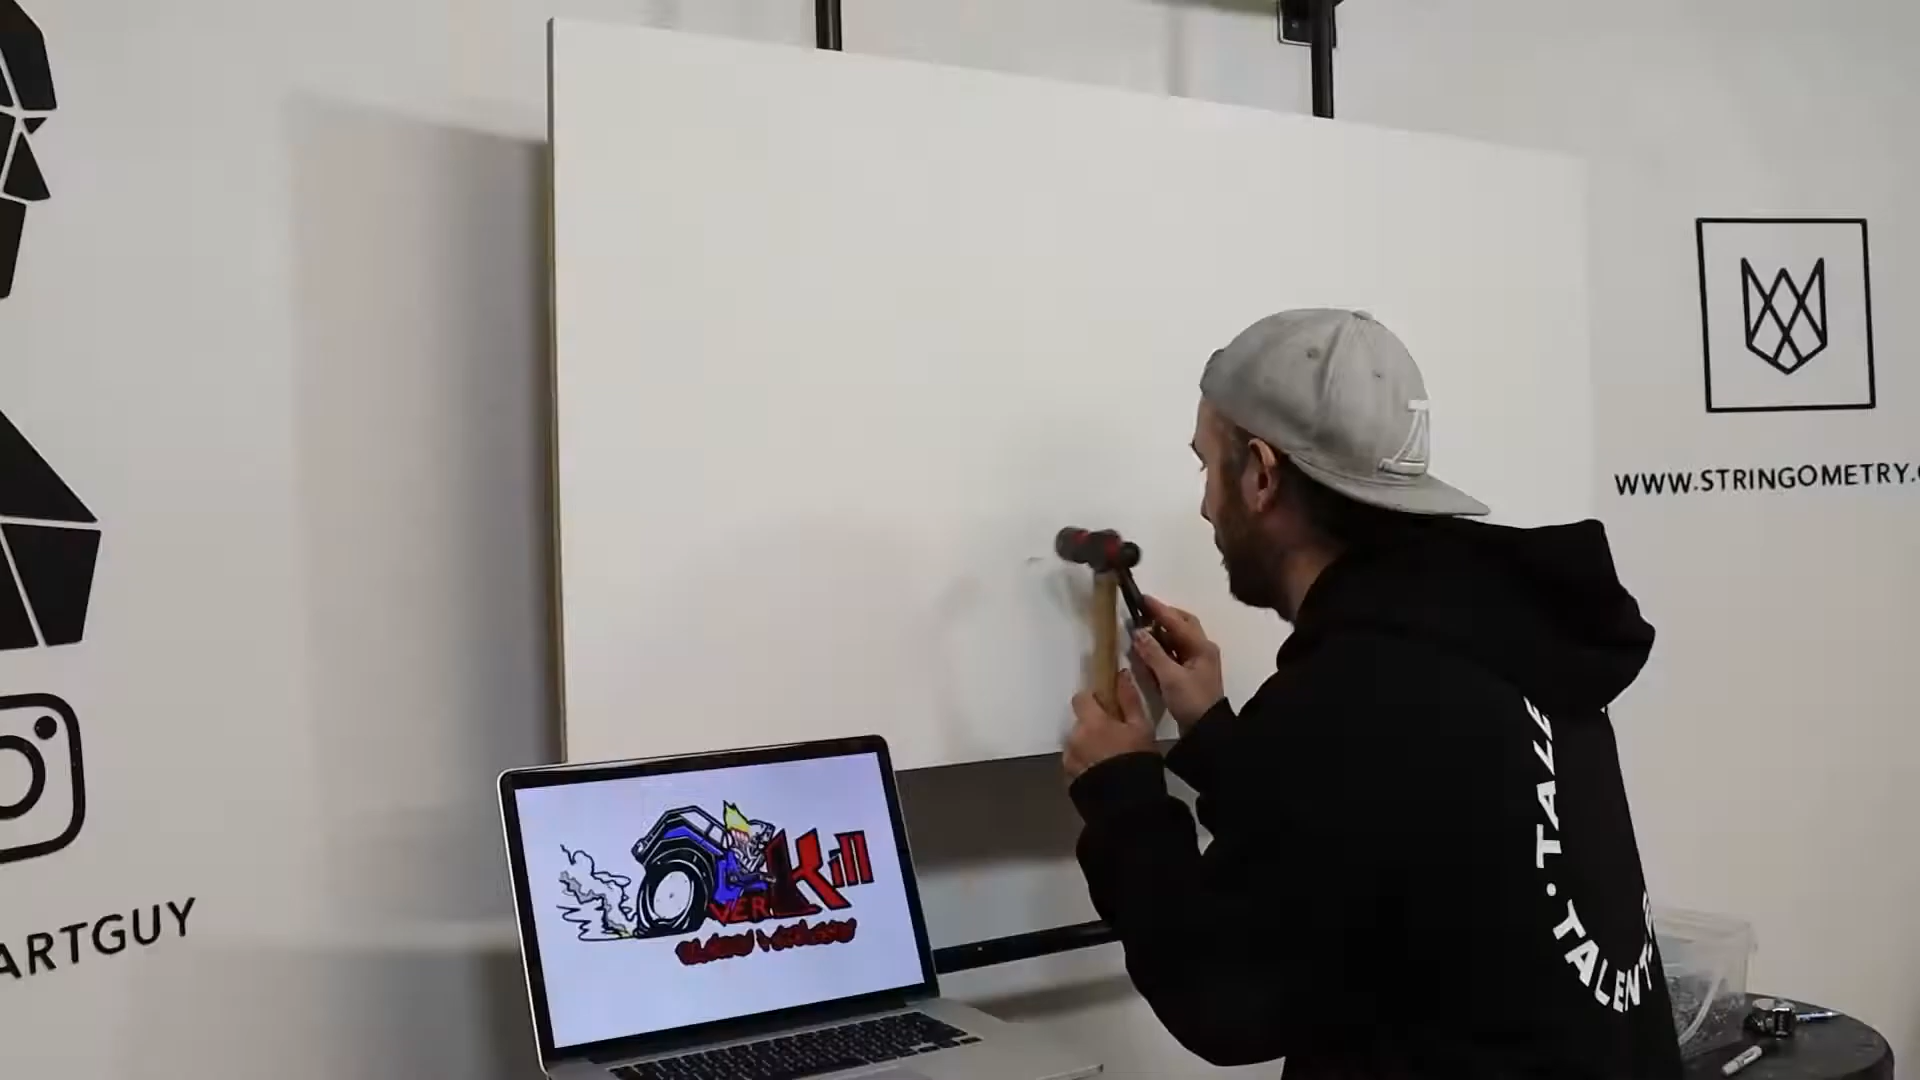 WWW.STRINGOMETRY.
ARTGUY
VER Kill
TALE
· TALENT